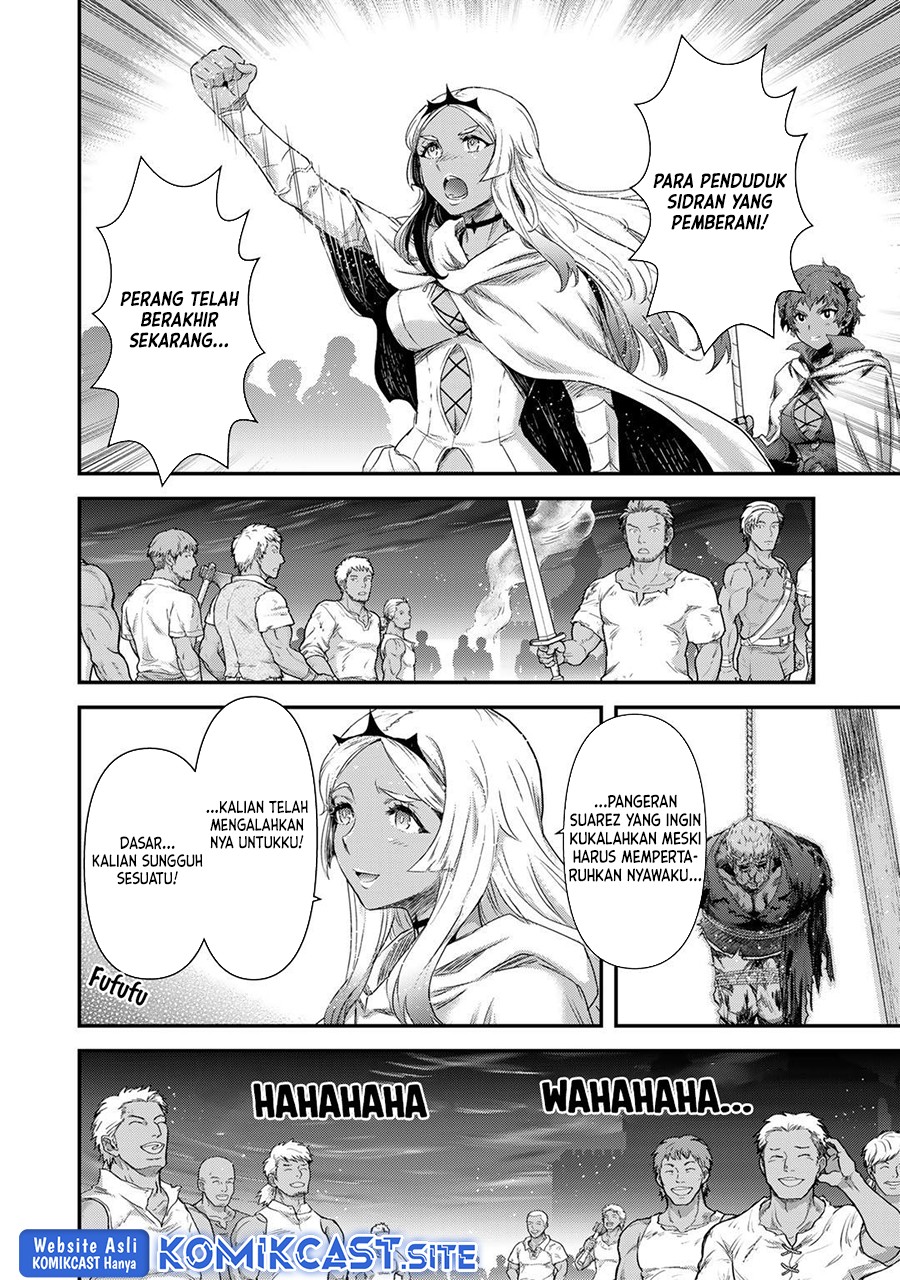 PARA PENDUDUK
SIDRAN YANG
PEMBERANI!
PERANG TELAH
BERAKHIR
SEKARANG...
...PANGERAN
SUAREZ YANG INGIN
KUKALAHKAN MESKI
HARUS MEMPERTA-
RUHKAN NYAWAKU...
...KALIAN TELAH
MENGALAHKAN
NYA UNTUKKU!
DASAR...
KALIAN SUNGGUH
SESUATU!
Fufufu
WAHAHAHA...
HAHAHAHA
Website Asli
KOMIKCAST Hanya
KOMIKCAST.SITE